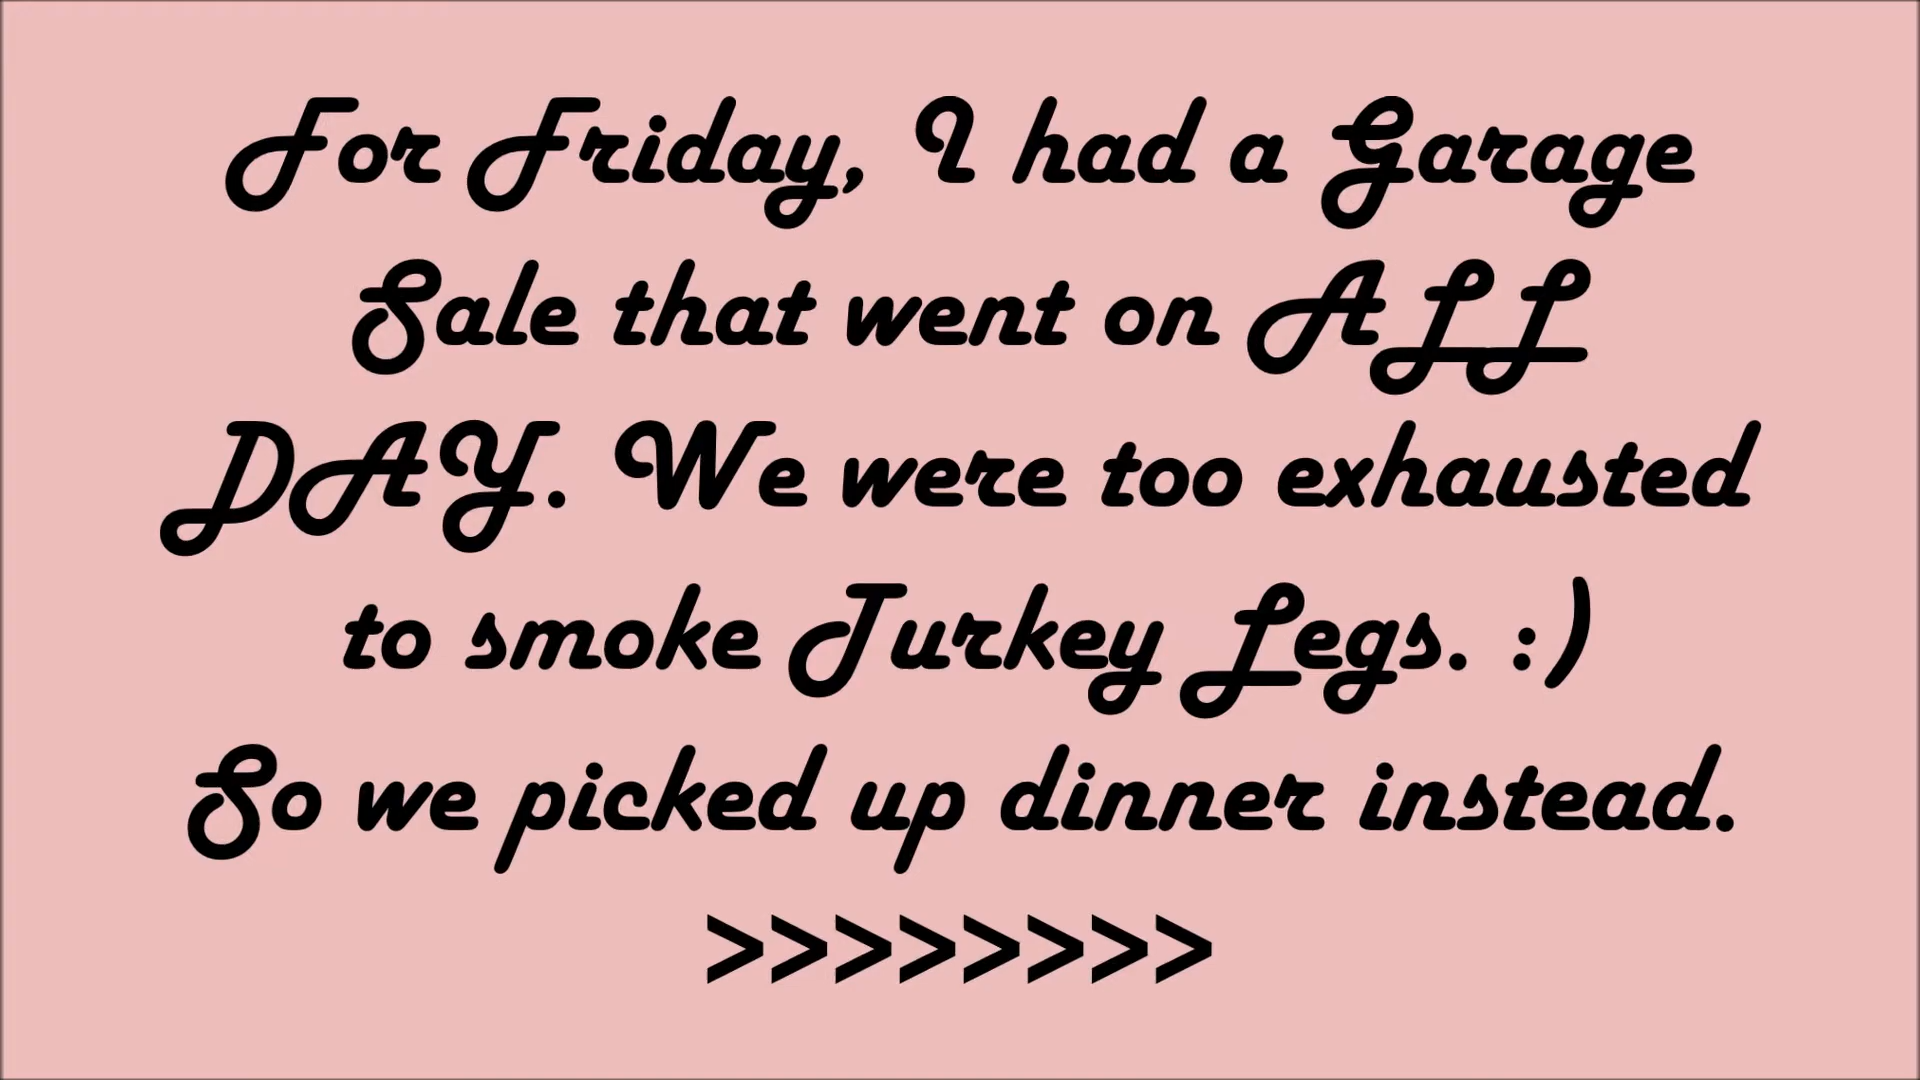 For Friday, I had a Garage
Sale that went on ALL
DAY. We were too exhausted
to smoke Turkey Legs. :)
So we picked up dinner instead.
>>>>>>>>